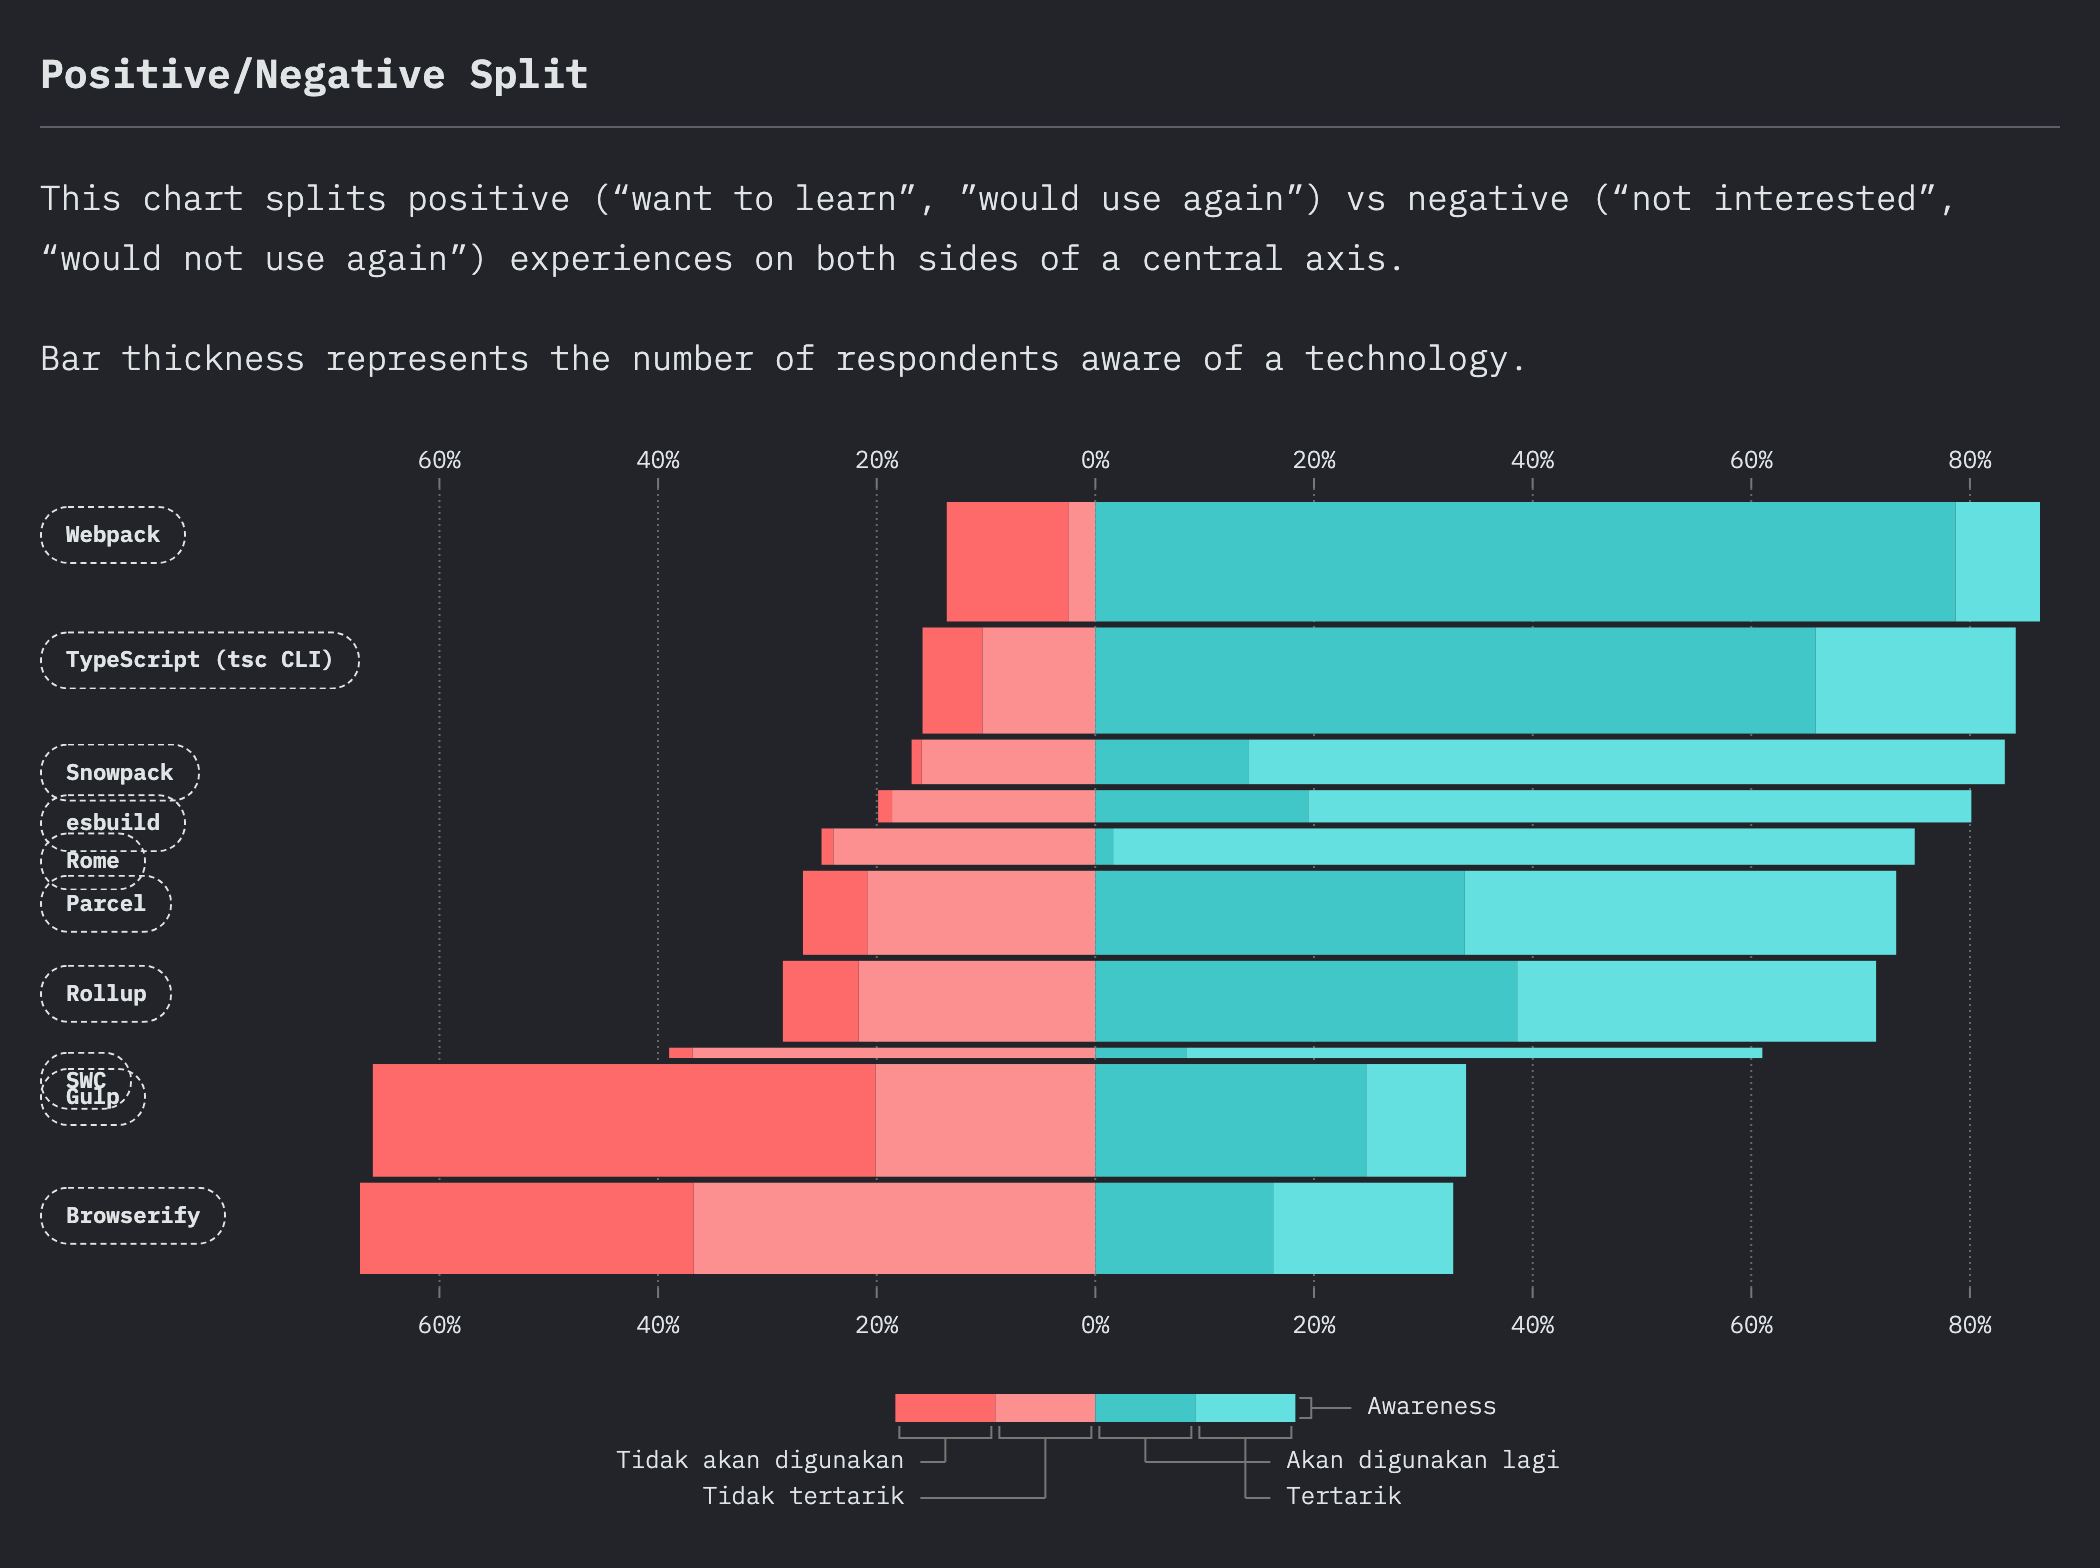 Positive/Negative Split
This chart splits positive (“want to learn”, ”would use again”) vs negative (“not interested”,
“would not use again”) experiences on both sides of a central axis.
Bar thickness represents the number of respondents aware of a technology.
60% 40% 20% 0% 20% 40% 60% 80%
Webpack
TypeScript (tsc CLI)
Snowpack
esbuild
Rome
Parcel
Rollup
SWC
Gulp
Browserify
60% 40% 20% 0% 20% 40% 60% 80%
Awareness
Tidak akan digunakan
Akan digunakan lagi
Tidak tertarik
Tertarik